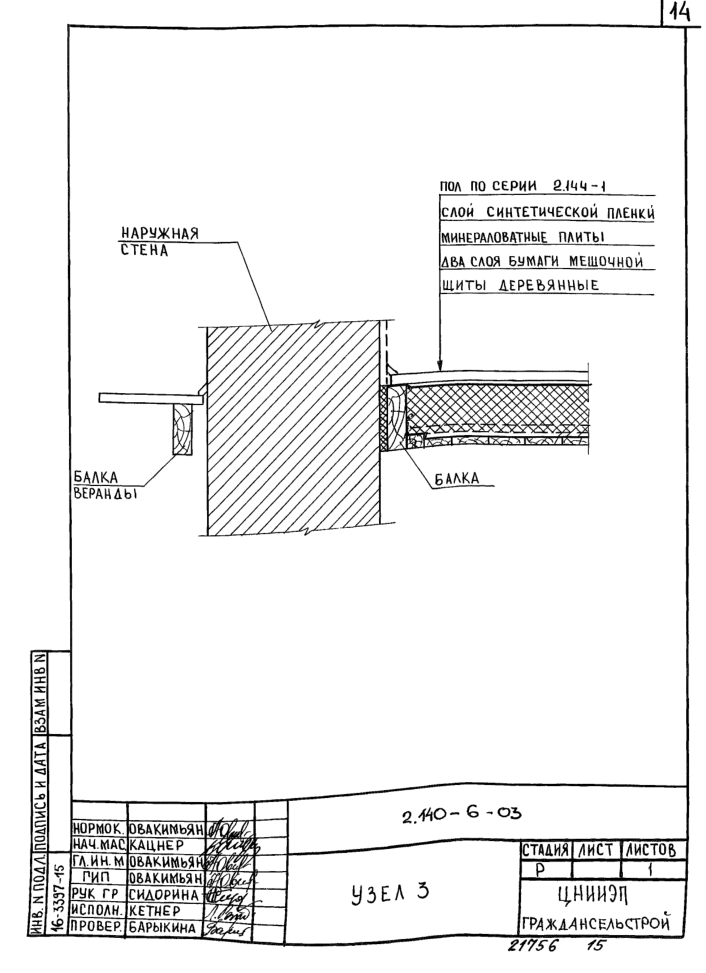 14
ПОЛ ПО СЕРИИ 2.144-1
СЛОЙ СИНТЕТИЧЕСКОЙ ПЛЕНКИ
МИНЕРАЛОВАТНЫЕ ПЛИТЫ
ДВА СЛОЯ БУМАГИ МЕШОЧНОЙ
ЩИТЫ ДЕРЕВЯННЫЕ
НАРУЖНАЯ
СТЕНА
БАЛКА
ВЕРАНДЫ
БАЛКА
ВЗАМ ИНВ N
ПОДПИСЬ И ДАТА
ИНВ. N ПОДЛ.
16-3397-15
2.140-6-03
НОРМОК. ОВАКИМЬЯН
НАЧ.МАС КАЦНЕР
ГЛ.ИН.М ОВАКИМЬЯН
ГИП ОВАКИМЬЯН
РУК ГР СИДОРИНА
ИСПОЛН. КЕТНЕР
ПРОВЕР. БАРЫКИНА
УЗЕЛ 3
СТАДИЯ ЛИСТ ЛИСТОВ
Р 1
ЦНИИЭП
ГРАЖДАНСЕЛЬСТРОЙ
21756 15